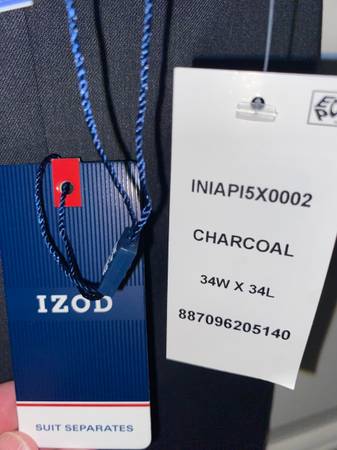 INIAPI5X0002
CHARCOAL
34W X 34L
887096205140
IZOD
SUIT SEPARATES